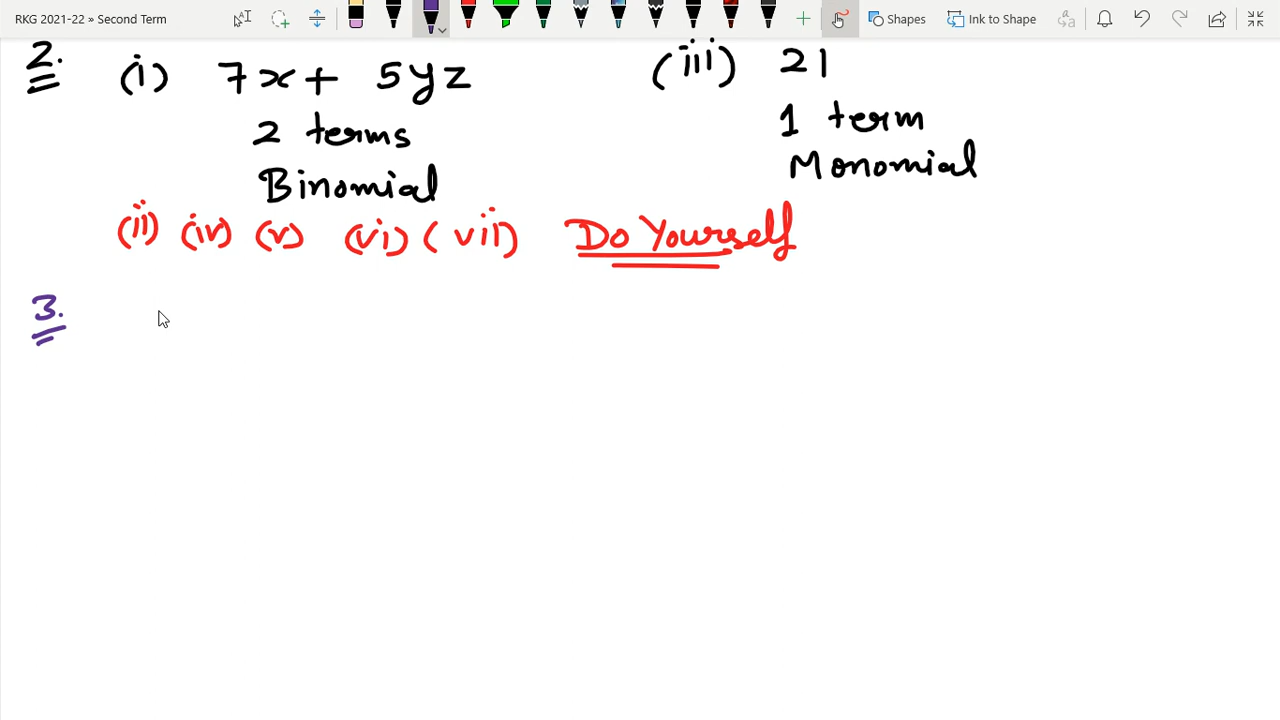 RKG 2021-22 » Second Term
Shapes
Ink to Shape
2. (i) 7x + 5yz
2 terms
Binomial
(iii) 21
1 term
Monomial
(ii) (iv) (v) (vi) (vii) Do Yourself
3.